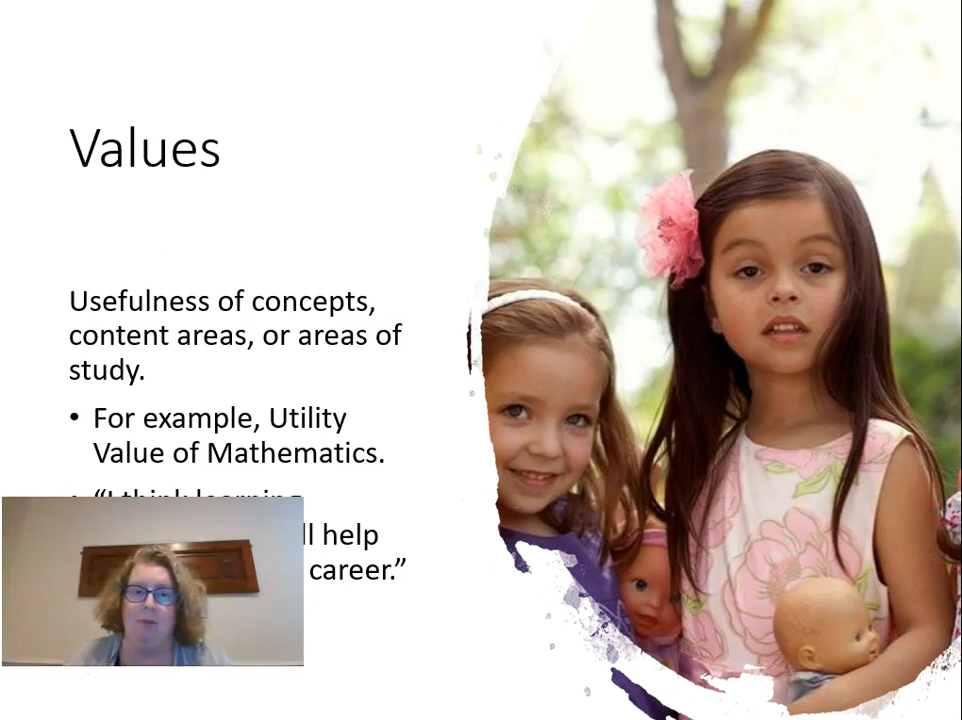 Values
Usefulness of concepts,
content areas, or areas of
study.
• For example, Utility
Value of Mathematics.
• “I think learning
ll help
career.”